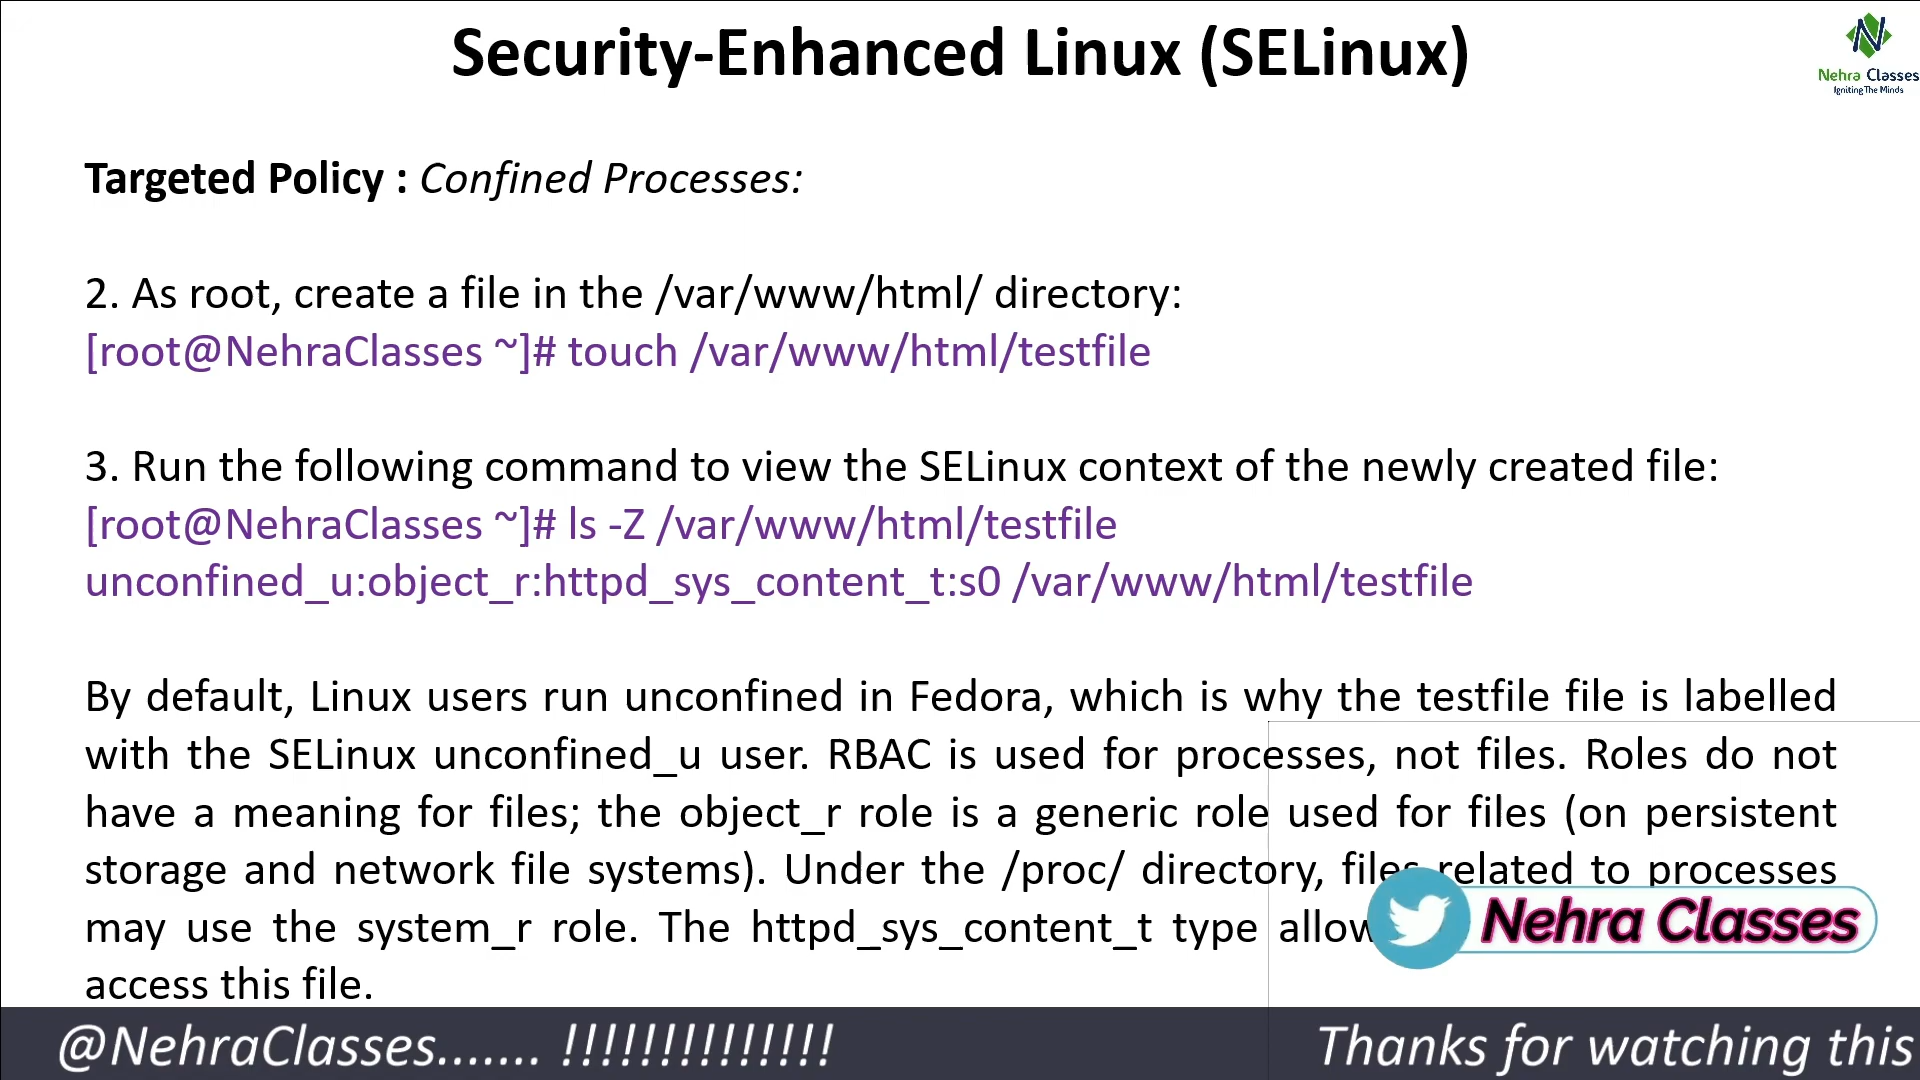 Security-Enhanced Linux (SELinux)
Nehra Classes
Igniting The Minds
Targeted Policy : Confined Processes:
2. As root, create a file in the /var/www/html/ directory:
[root@NehraClasses ~]# touch /var/www/html/testfile
3. Run the following command to view the SELinux context of the newly created file:
[root@NehraClasses ~]# ls -Z /var/www/html/testfile
unconfined_u:object_r:httpd_sys_content_t:s0 /var/www/html/testfile
By default, Linux users run unconfined in Fedora, which is why the testfile file is labelled
with the SELinux unconfined_u user. RBAC is used for processes, not files. Roles do not
have a meaning for files; the object_r role is a generic role used for files (on persistent
storage and network file systems). Under the /proc/ directory, files related to processes
may use the system_r role. The httpd_sys_content_t type
access this file.
Nehra Classes
@NehraClasses....... !!!!!!!!!!!!!!
Thanks for watching this